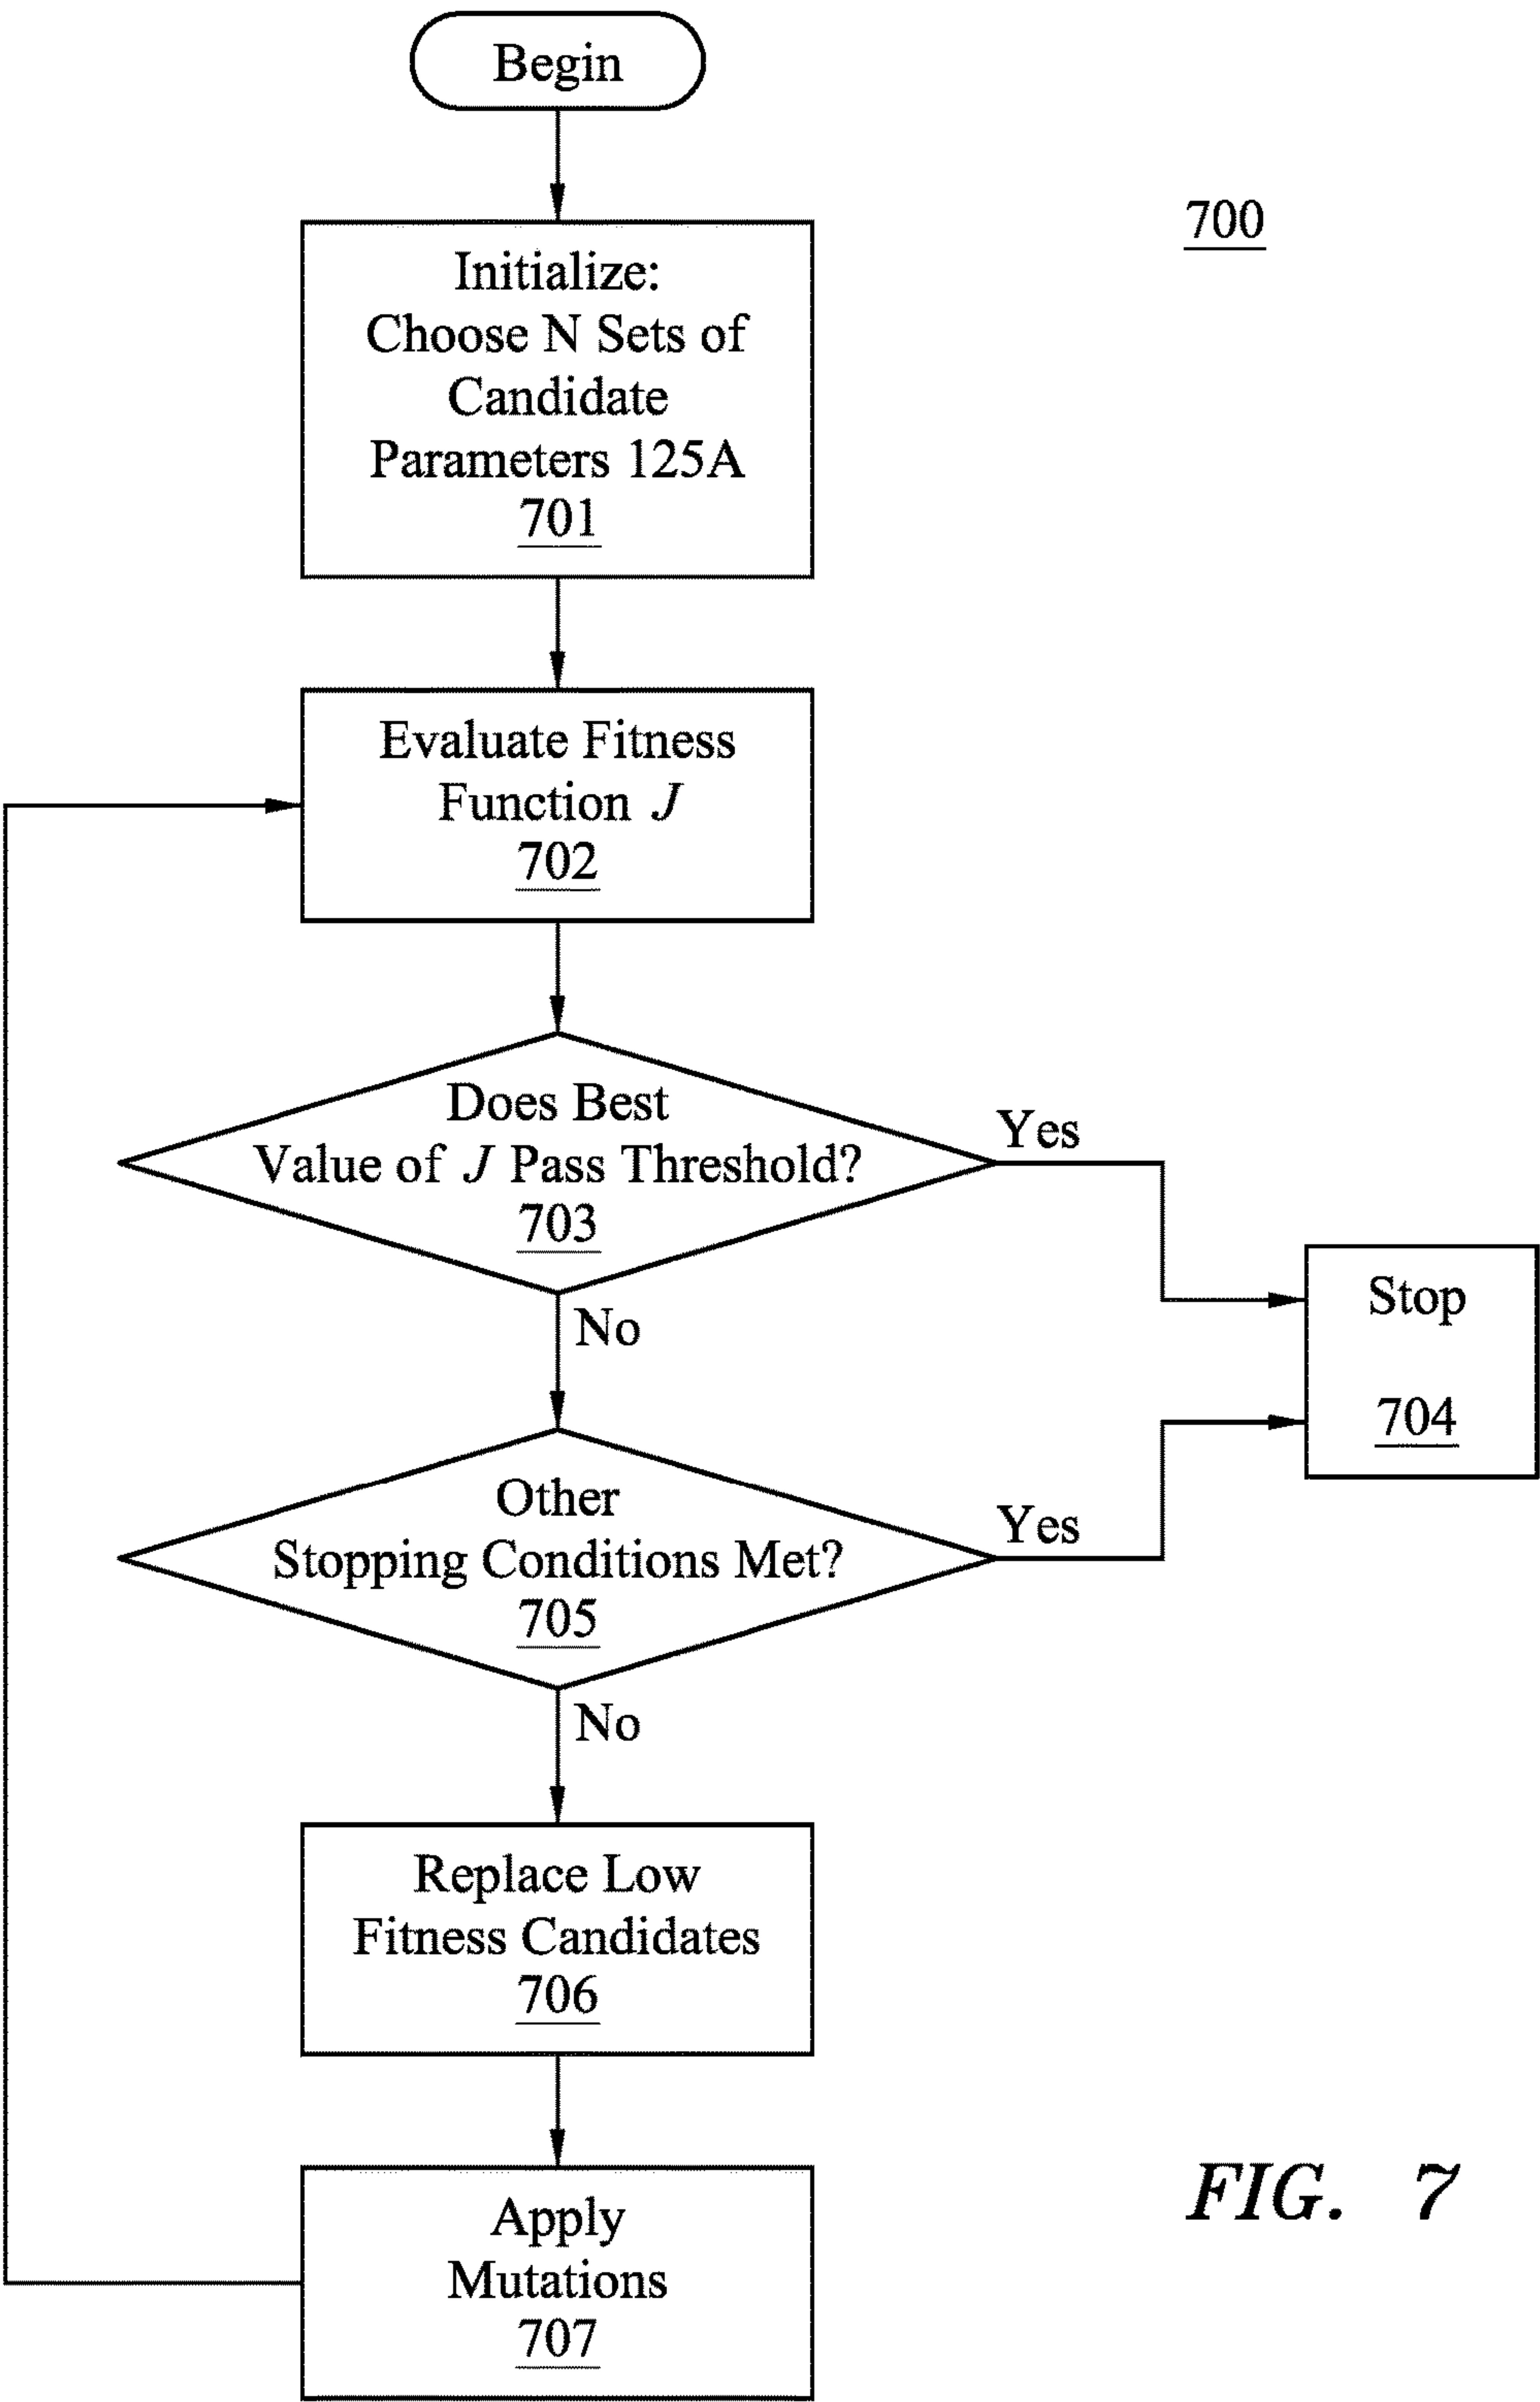 Begin
700
Initialize:
Choose N Sets of
Candidate
Parameters 125A
701
Evaluate Fitness
Function J
702
Does Best
Value of J Pass Threshold?
703
Yes
No
Stop
704
Other
Stopping Conditions Met?
705
Yes
No
Replace Low
Fitness Candidates
706
Apply
Mutations
707
FIG. 7